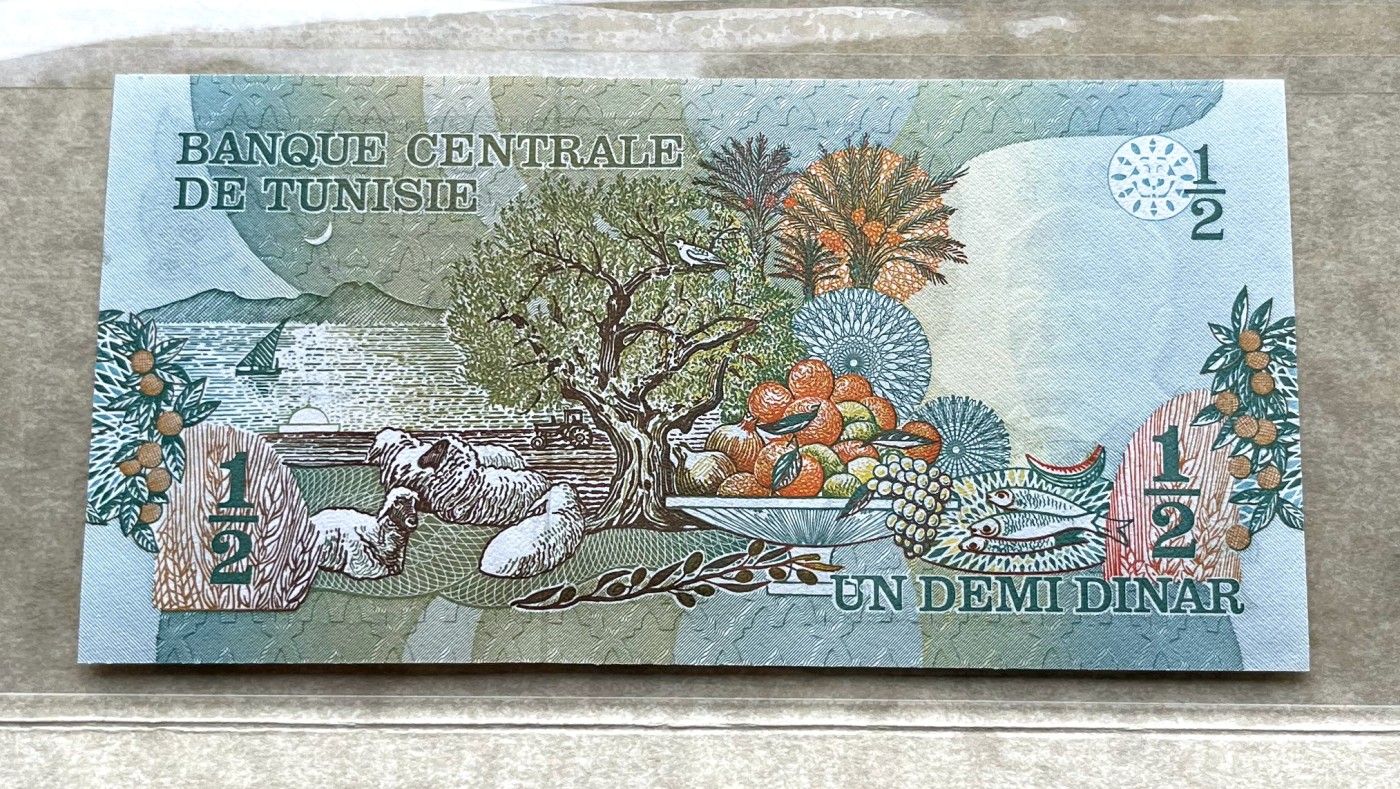 BANQUE CENTRALE
DE TUNISIE
1/2
1/2
1/2
UN DEMI DINAR